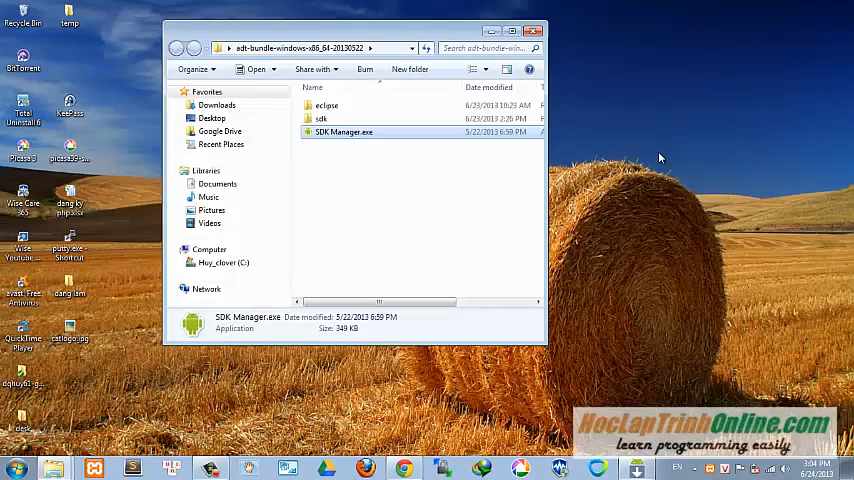 Recycle Bin
temp
BitTorrent
Total Uninstall 6
KeePass
Picasa 3
picasa39-s...
Wise Care 365
dang ky php.xlsx
Wise Youtube ...
putty.exe - Shortcut
avast! Free Antivirus
dang lam
QuickTime Player
catlogo.jpg
dqhuy61-g...
desk...
adt-bundle-windows-x86_64-20130522
Search adt-bundle-win...
Organize
Open
Share with
Burn
New folder
Favorites
Downloads
Desktop
Google Drive
Recent Places
Libraries
Documents
Music
Pictures
Videos
Computer
Huy_clover (C:)
Network
Name
Date modified
eclipse
6/23/2013 10:23 AM
F
sdk
6/23/2013 2:26 PM
F
SDK Manager.exe
5/22/2013 6:59 PM
A
SDK Manager.exe Date modified: 5/22/2013 6:59 PM
Application
Size: 349 KB
HocLapTrinhOnline.com
learn programming easily
EN
3:04 PM
6/24/2013